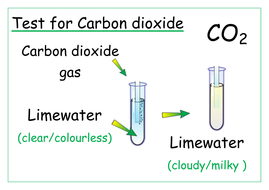 Test for Carbon dioxide
CO₂
Carbon dioxide
gas
Limewater
(clear/colourless)
Limewater
(cloudy/milky )